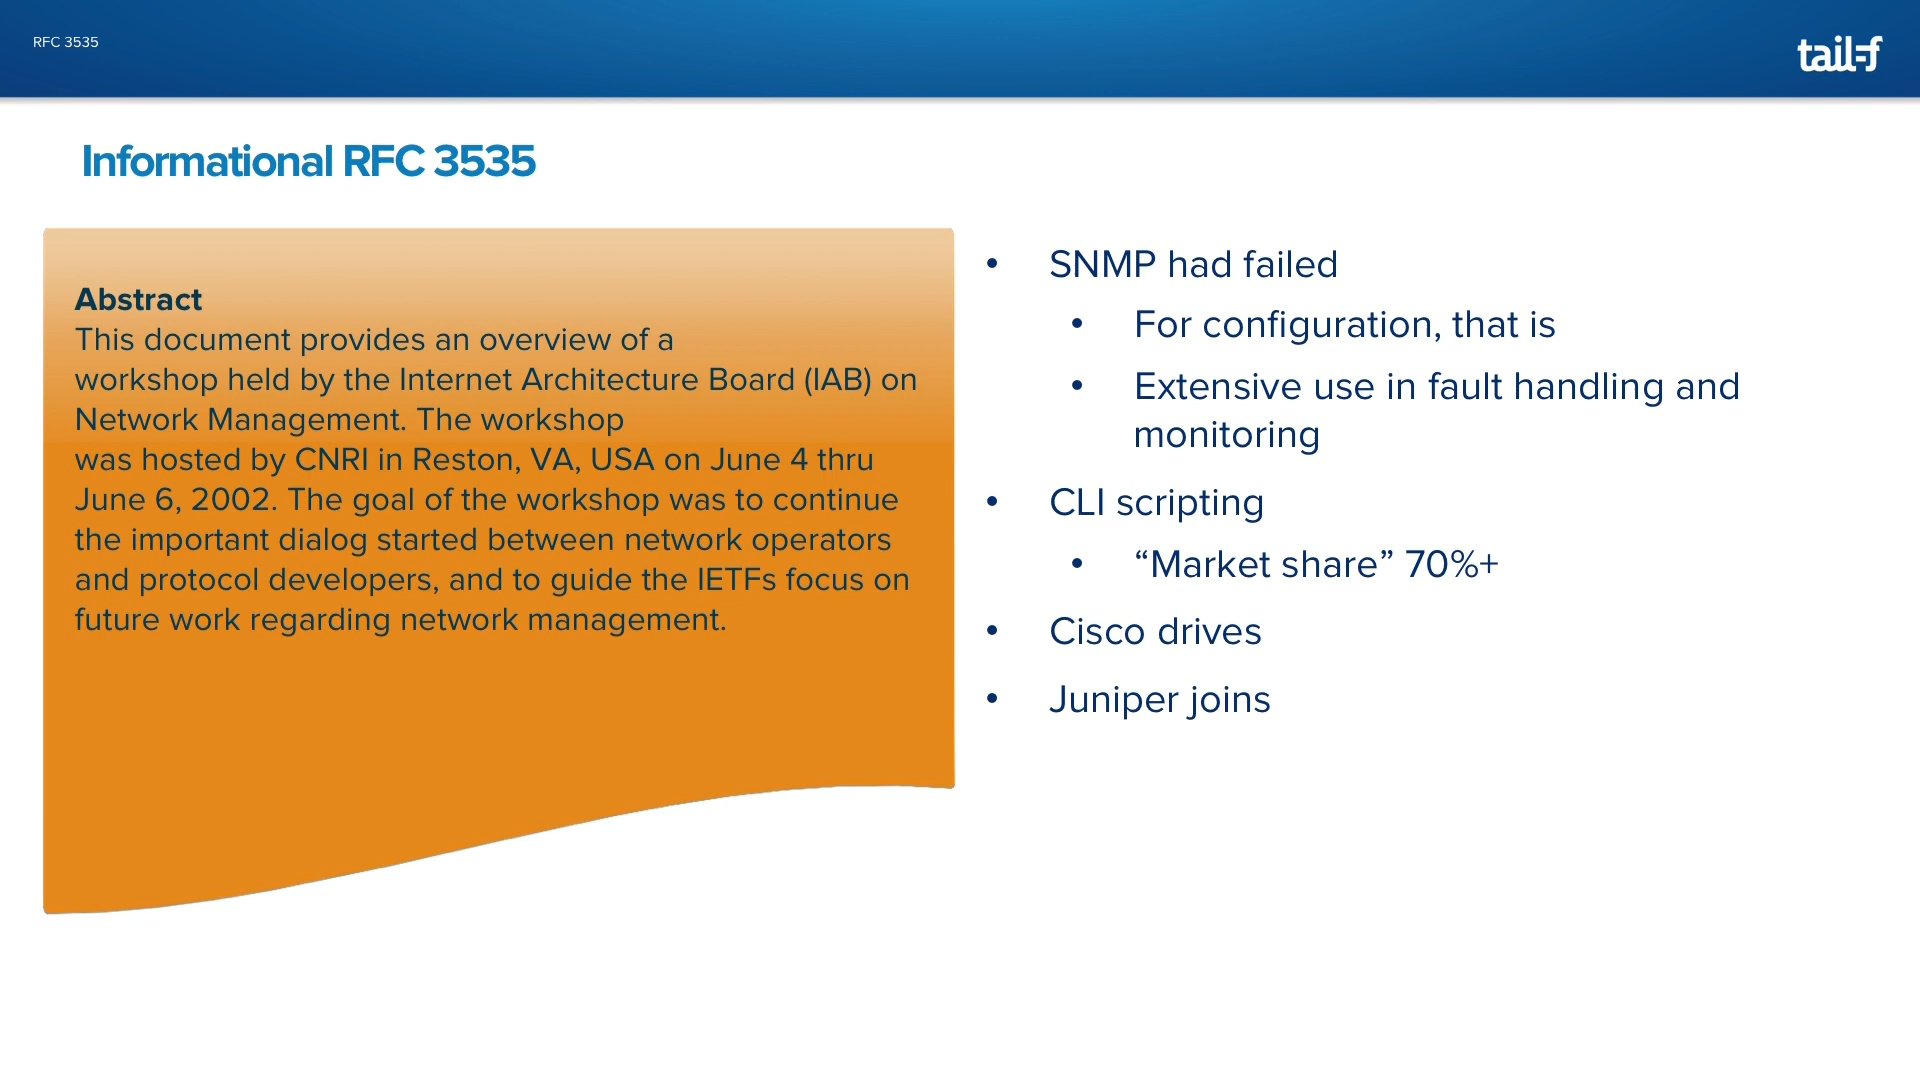 RFC 3535
tail-f
Informational RFC 3535
Abstract
This document provides an overview of a
workshop held by the Internet Architecture Board (IAB) on
Network Management. The workshop
was hosted by CNRI in Reston, VA, USA on June 4 thru
June 6, 2002. The goal of the workshop was to continue
the important dialog started between network operators
and protocol developers, and to guide the IETFs focus on
future work regarding network management.
• SNMP had failed
• For configuration, that is
• Extensive use in fault handling and
monitoring
• CLI scripting
• “Market share” 70%+
• Cisco drives
• Juniper joins